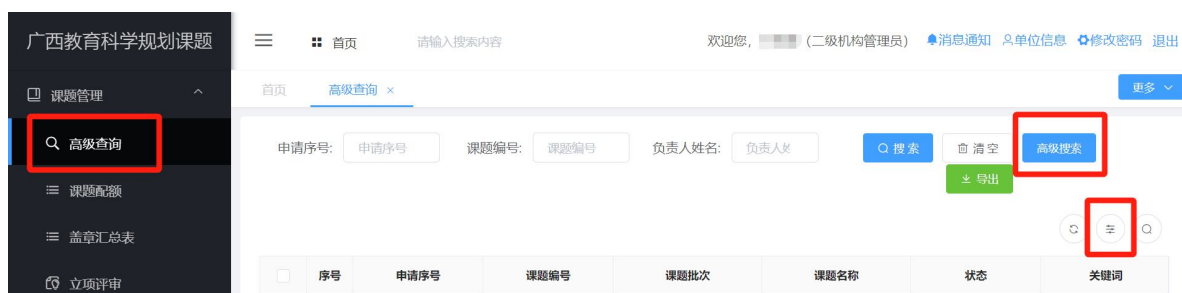 广西教育科学规划课题
首页 请输入搜索内容 欢迎您, (二级机构管理员) 消息通知 单位信息 修改密码 退出
课题管理
首页 高级查询 × 更多
高级查询
申请序号: 申请序号 课题编号: 课题编号 负责人姓名: 负责人 搜索 清空 高级搜索
导出
课题配额
盖章汇总表
序号 申请序号 课题编号 课题批次 课题名称 状态 关键词
立项评审